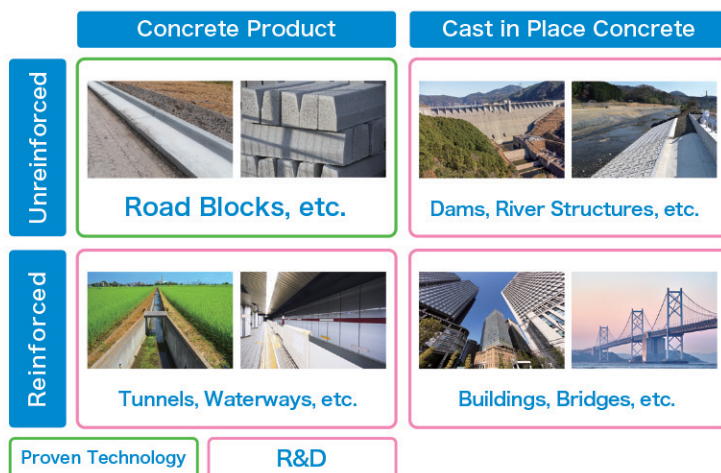 Concrete Product
Cast in Place Concrete
Unreinforced
Road Blocks, etc.
Dams, River Structures, etc.
Reinforced
Tunnels, Waterways, etc.
Buildings, Bridges, etc.
Proven Technology
R&D